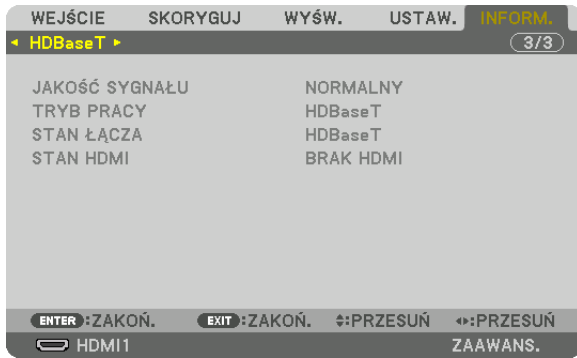 WEJŚCIE SKORYGUJ WYŚW. USTAW. INFORM.
HDBaseT 3/3
JAKOŚĆ SYGNAŁU NORMALNY
TRYB PRACY HDBaseT
STAN ŁĄCZA HDBaseT
STAN HDMI BRAK HDMI
ENTER :ZAKOŃ. EXIT :ZAKOŃ. :PRZESUŃ :PRZESUŃ
HDMI1 ZAAWANS.